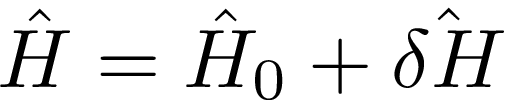 Ĥ = Ĥ₀ + δĤ